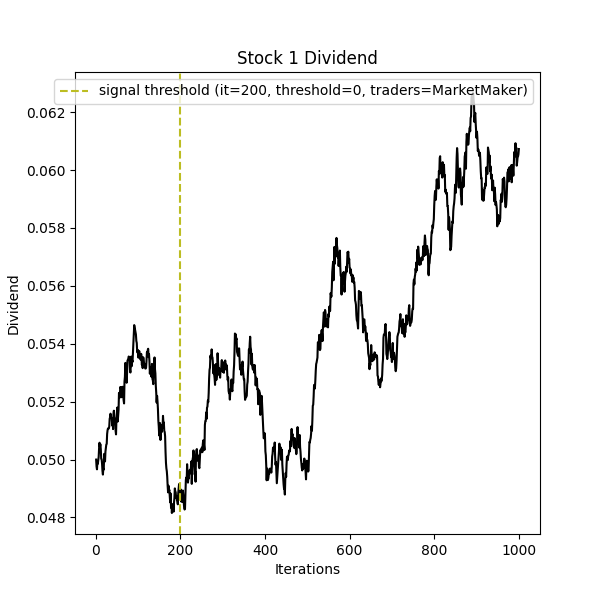 Stock 1 Dividend
signal threshold (it=200, threshold=0, traders=MarketMaker)
0.062
0.060
0.058
0.056
0.054
0.052
0.050
0.048
Dividend
0 200 400 600 800 1000
Iterations